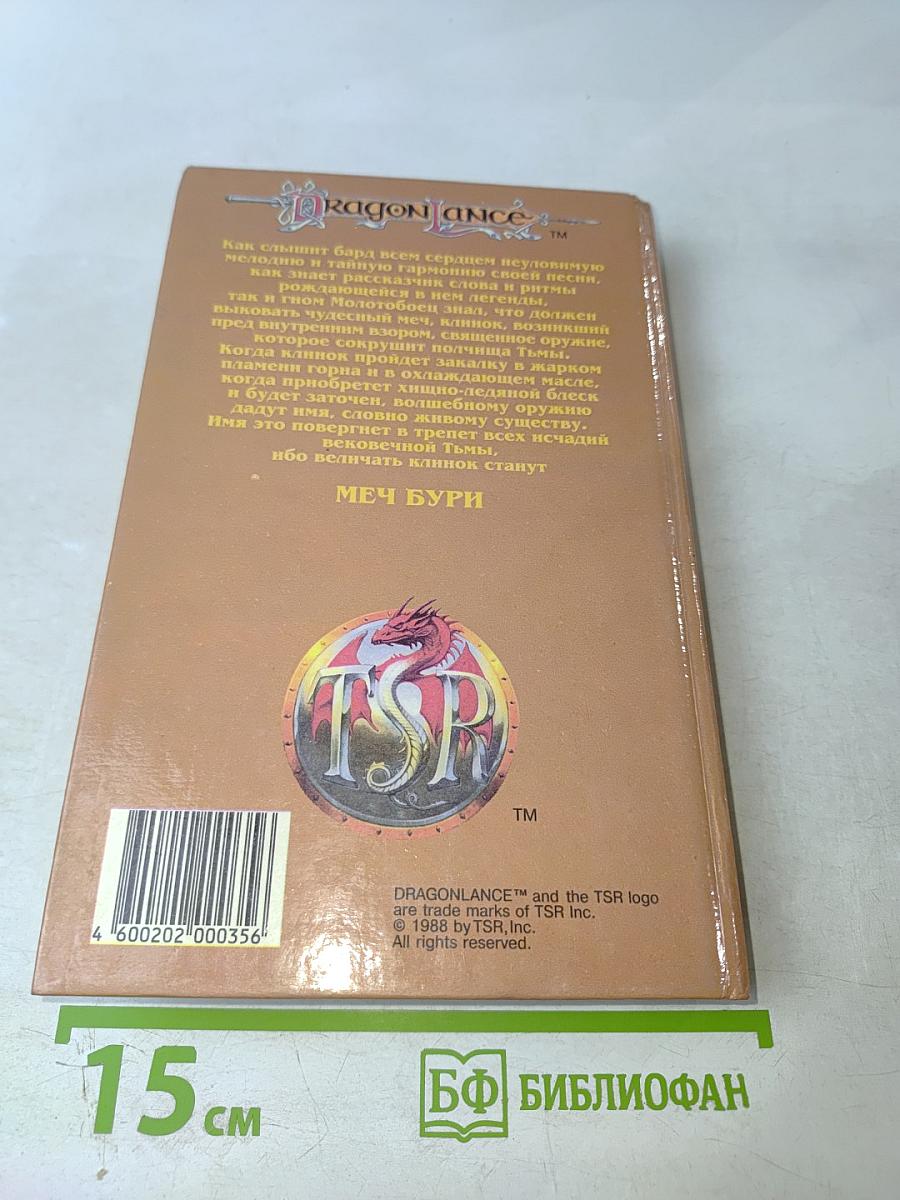 DRAGONLANCE
TM
Как слышит бард всем сердцем неуловимую
мелодию и тайную гармонию своей песни,
как знает рассказчик слова и ритмы
рождающейся в нем легенды,
так и гном Молотобоец знал, что должен
выковать чудесный меч, клинок, возникший
пред внутренним взором, священное оружие,
которое сокрушит полчища Тьмы.
Когда клинок пройдет закалку в жарком
пламени горна и в охлаждающем масле,
когда приобретет хищно-ледяной блеск
и будет заточен, волшебному оружию
дадут имя, словно живому существу.
Имя это повергнет в трепет всех исчадий
вековечной Тьмы,
ибо величать клинок станут
МЕЧ БУРИ
TSR
TM
DRAGONLANCE™ and the TSR logo
are trade marks of TSR Inc.
© 1988 by TSR, Inc.
All rights reserved.
4 600202 000356
15 см
БФ БИБЛИОФАН